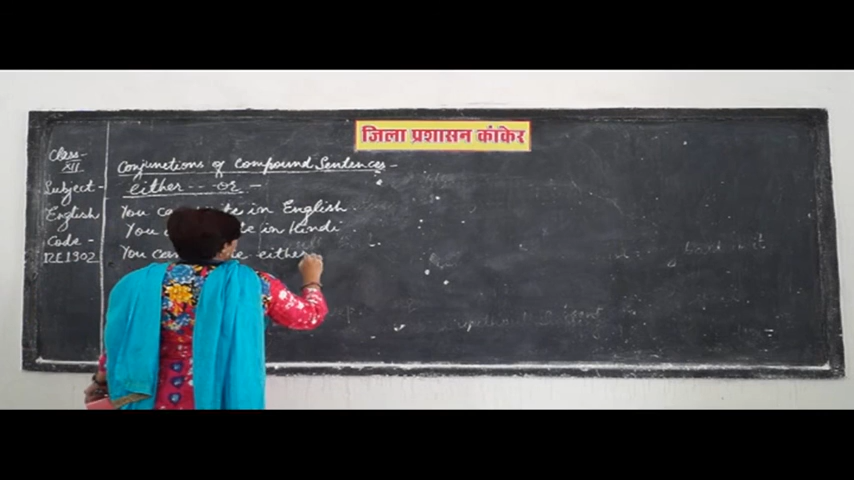 जिला प्रशासन कांकेर
Class-
XII
Subject-
English
Code-
12E1302
Conjunctions of Compound Sentences-
either --- or -
You can write in English.
You can write in Hindi.
You can write either